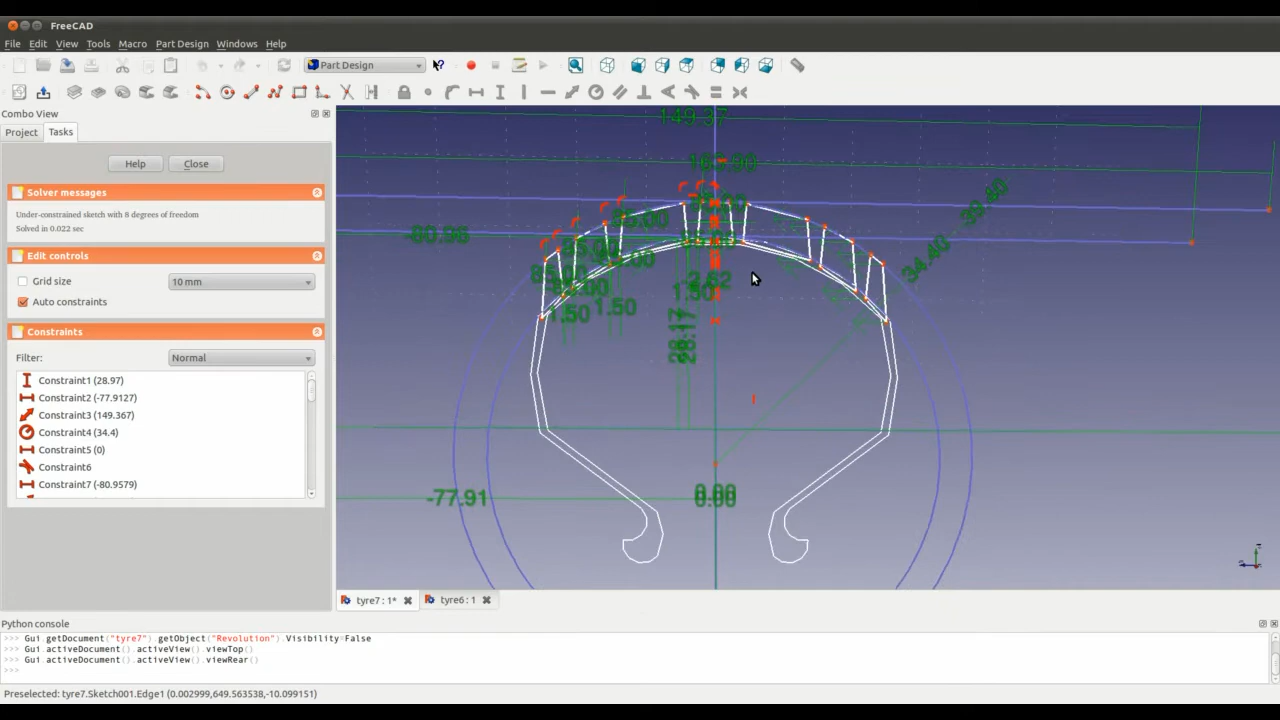 FreeCAD
File Edit View Tools Macro Part Design Windows Help
Part Design
Combo View
Project Tasks
Help Close
Solver messages
Under-constrained sketch with 8 degrees of freedom
Solved in 0.022 sec
Edit controls
Grid size 10 mm
Auto constraints
Constraints
Filter: Normal
Constraint1 (28.97)
Constraint2 (-77.9127)
Constraint3 (149.367)
Constraint4 (34.4)
Constraint5 (0)
Constraint6
Constraint7 (-80.9579)
149.37
-80.96
39.80
34.40
1.50
1.50
28.17
-77.91
tyre7 : 1*
tyre6 : 1
Python console
>>> Gui.getDocument("tyre7").getObject("Revolution").Visibility=False
>>> Gui.activeDocument().activeView().viewTop()
>>> Gui.activeDocument().activeView().viewRear()
>>>
Preselected: tyre7.Sketch001.Edge1 (0.002999,649.563538,-10.099151)